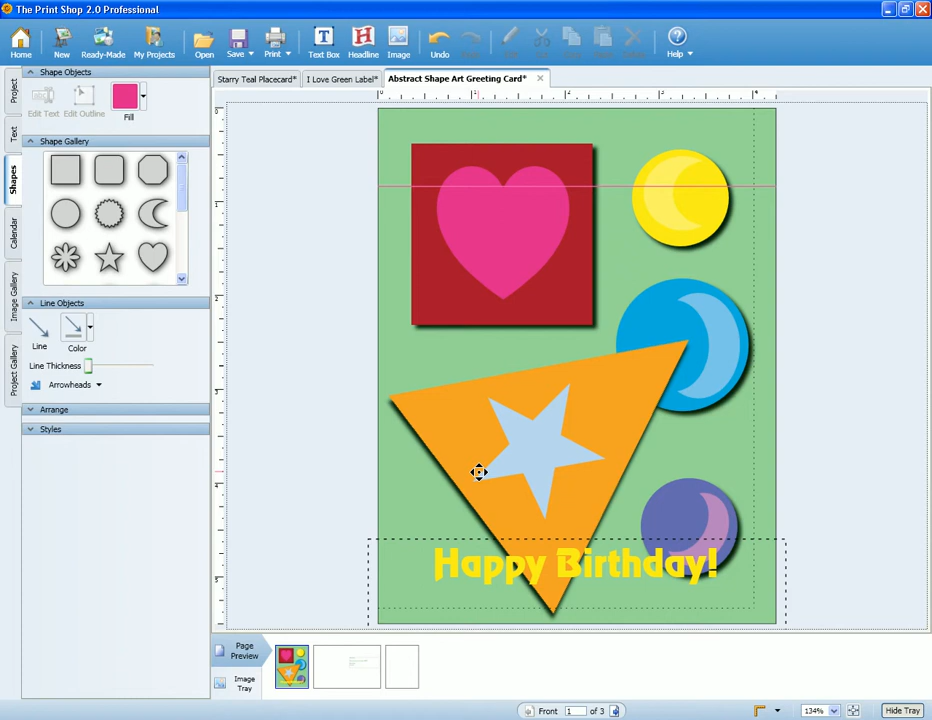 The Print Shop 2.0 Professional
Home
New
Ready-Made
My Projects
Open
Save
Print
Text Box
Headline
Image
Undo
Help
Shape Objects
Edit Text
Edit Outline
Fill
Shape Gallery
Line Objects
Line
Color
Line Thickness
Arrowheads
Arrange
Styles
Project
Text
Shapes
Calendar
Image Gallery
Project Gallery
Starry Teal Placecard*
I Love Green Label*
Abstract Shape Art Greeting Card*
Happy Birthday!
Page Preview
Image Tray
Front 1 of 3
134%
Hide Tray